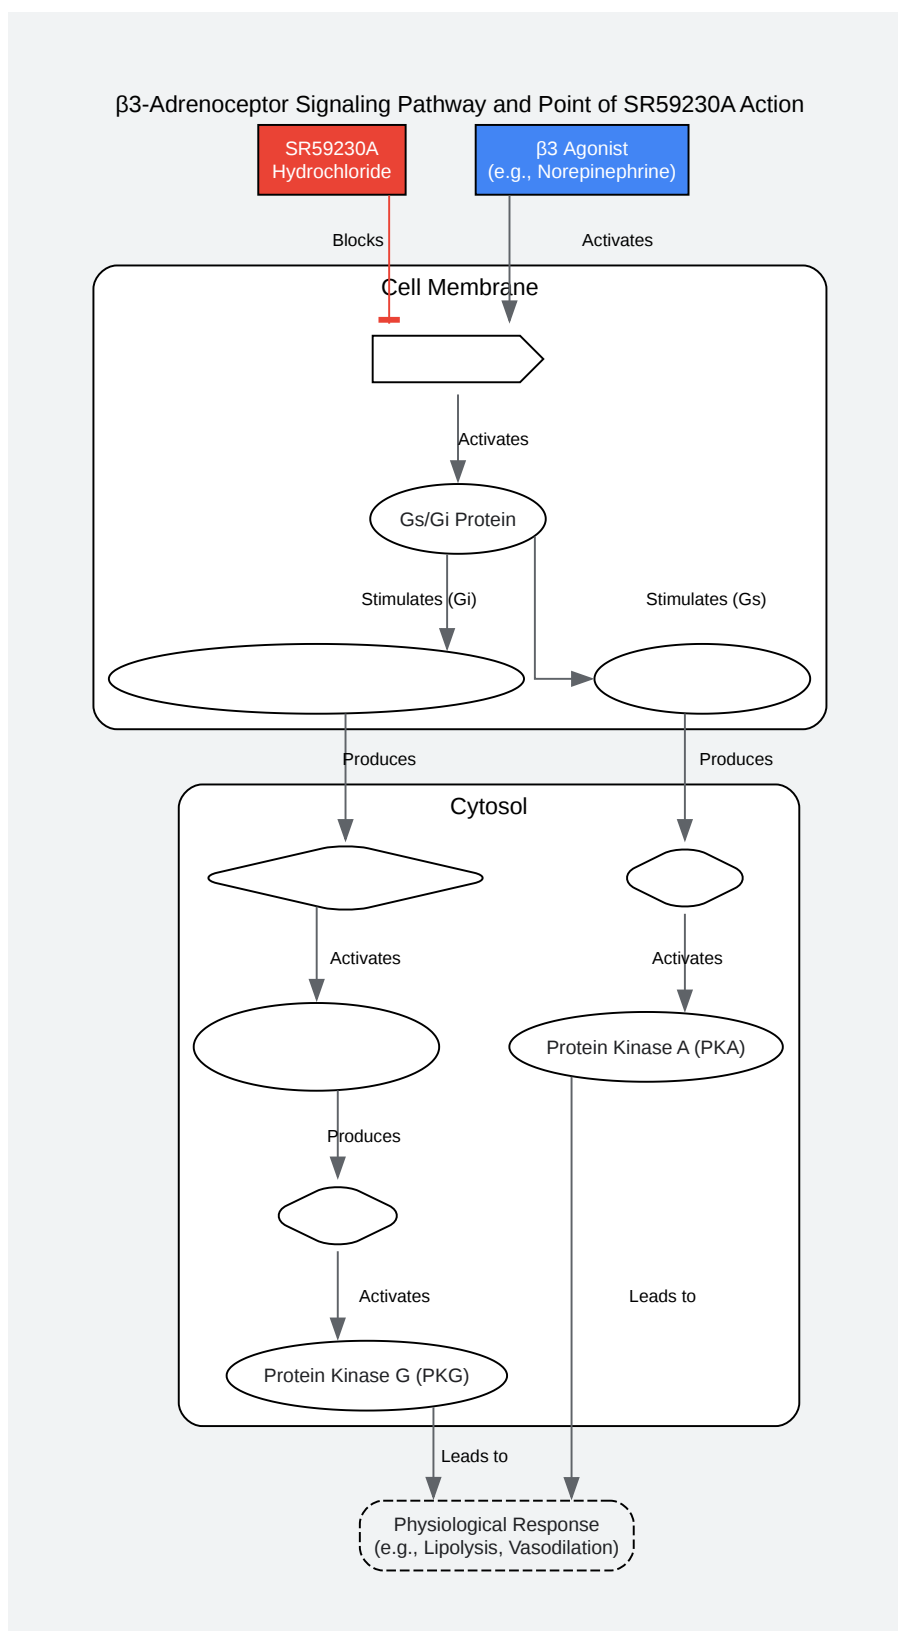 β3-Adrenoceptor Signaling Pathway and Point of SR59230A Action
SR59230A
Hydrochloride
β3 Agonist
(e.g., Norepinephrine)
Blocks
Activates
Cell Membrane
Activates
Gs/Gi Protein
Stimulates (Gi)
Stimulates (Gs)
Produces
Produces
Cytosol
Activates
Activates
Protein Kinase A (PKA)
Produces
Activates
Leads to
Protein Kinase G (PKG)
Leads to
Physiological Response
(e.g., Lipolysis, Vasodilation)